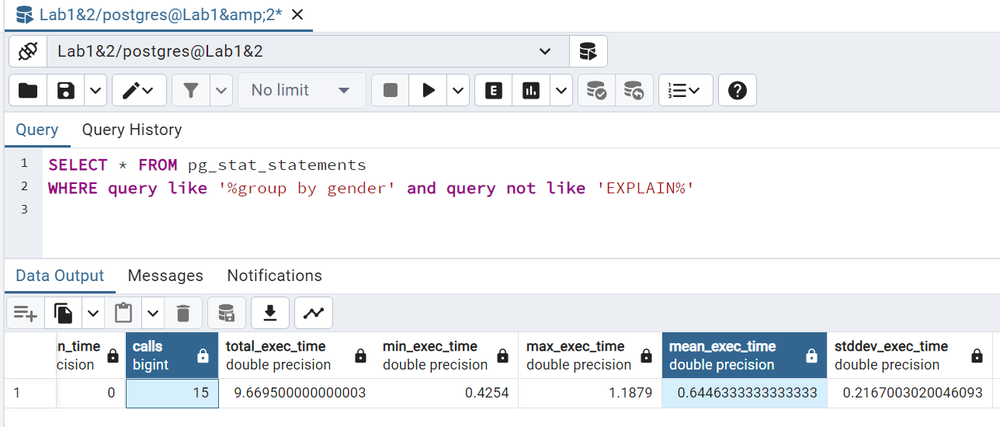 Lab1&2/postgres@Lab1&amp;2*
Lab1&2/postgres@Lab1&2
No limit
E
Query Query History
1 SELECT * FROM pg_stat_statements
2 WHERE query like '%group by gender' and query not like 'EXPLAIN%'
3
Data Output Messages Notifications
n_time calls total_exec_time min_exec_time max_exec_time mean_exec_time stddev_exec_time
cision bigint double precision double precision double precision double precision double precision
1 0 15 9.669500000000003 0.4254 1.1879 0.6446333333333333 0.2167003020046093